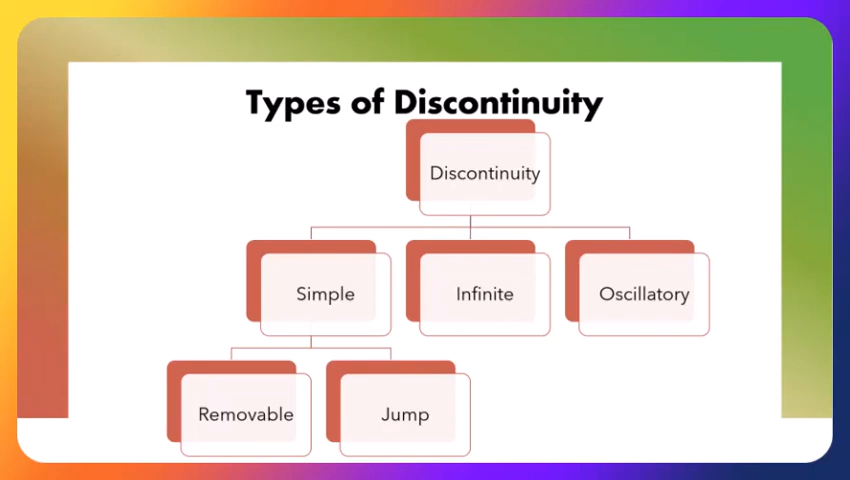 Types of Discontinuity
Discontinuity
Simple
Infinite
Oscillatory
Removable
Jump